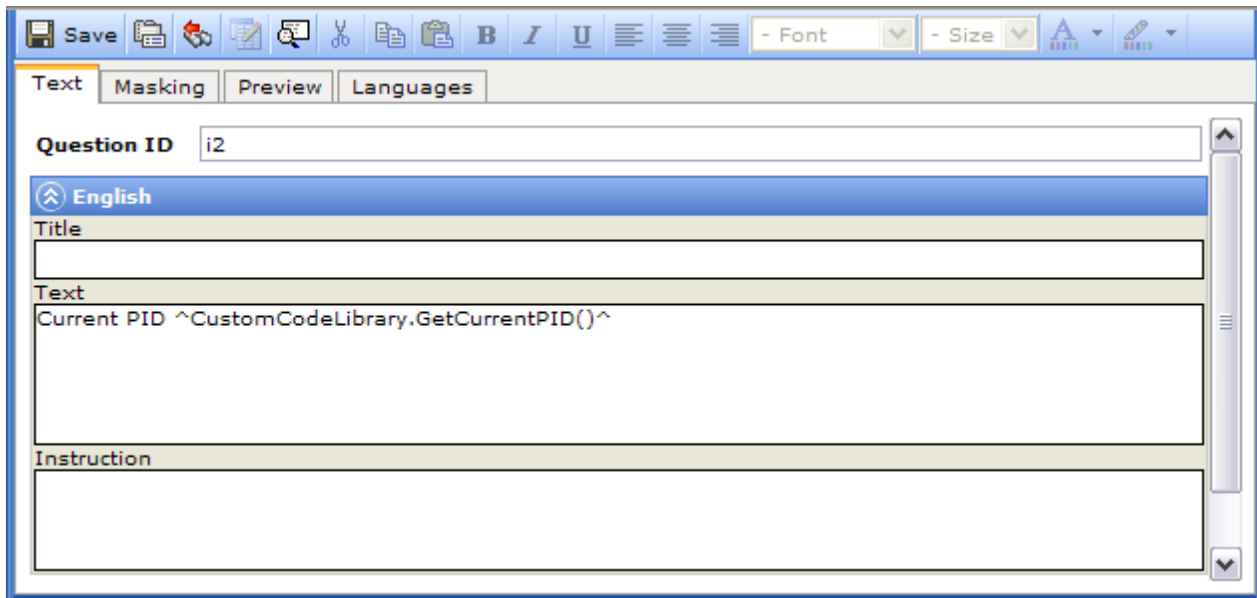 Save B I U - Font - Size A
Text Masking Preview Languages
Question ID i2
English
Title
Text
Current PID ^CustomCodeLibrary.GetCurrentPID()^
Instruction